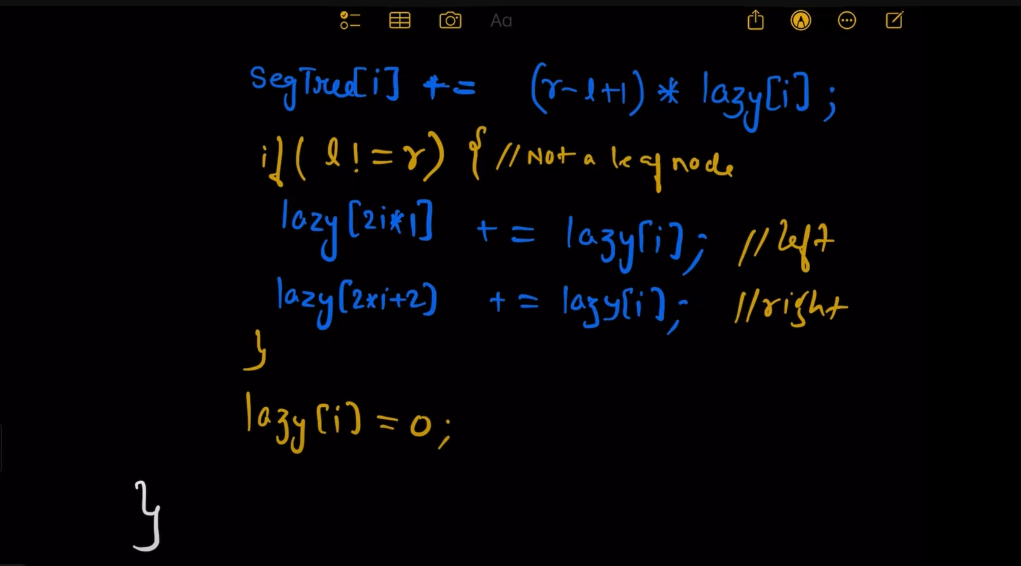 Aa
SegTree[i] += (r-l+1) * lazy[i];
if( l != r) { // Not a leaf node
lazy[2i*1] += lazy[i]; // left
lazy[2*i+2] += lazy[i]; // right
}
lazy[i] = 0;
}